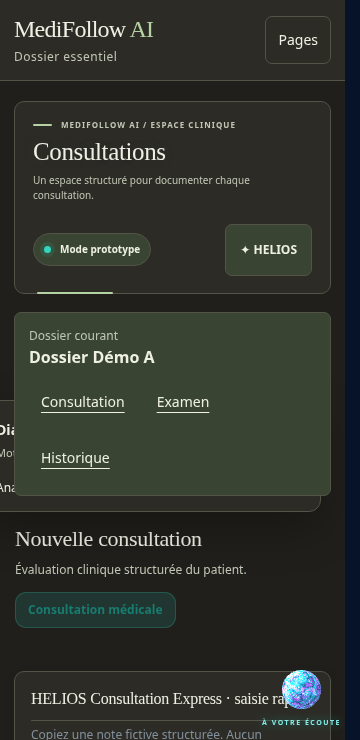 MediFollow AI
Dossier essentiel
Pages
MEDIFOLLOW AI / ESPACE CLINIQUE
Consultations
Un espace structuré pour documenter chaque
consultation.
Mode prototype
✦ HELIOS
Dossier courant
Dossier Démo A
Consultation Examen
Historique
Nouvelle consultation
Évaluation clinique structurée du patient.
Consultation médicale
HELIOS Consultation Express · saisie
À VOTRE ÉCOUTE
Copiez une note fictive structurée. Aucun